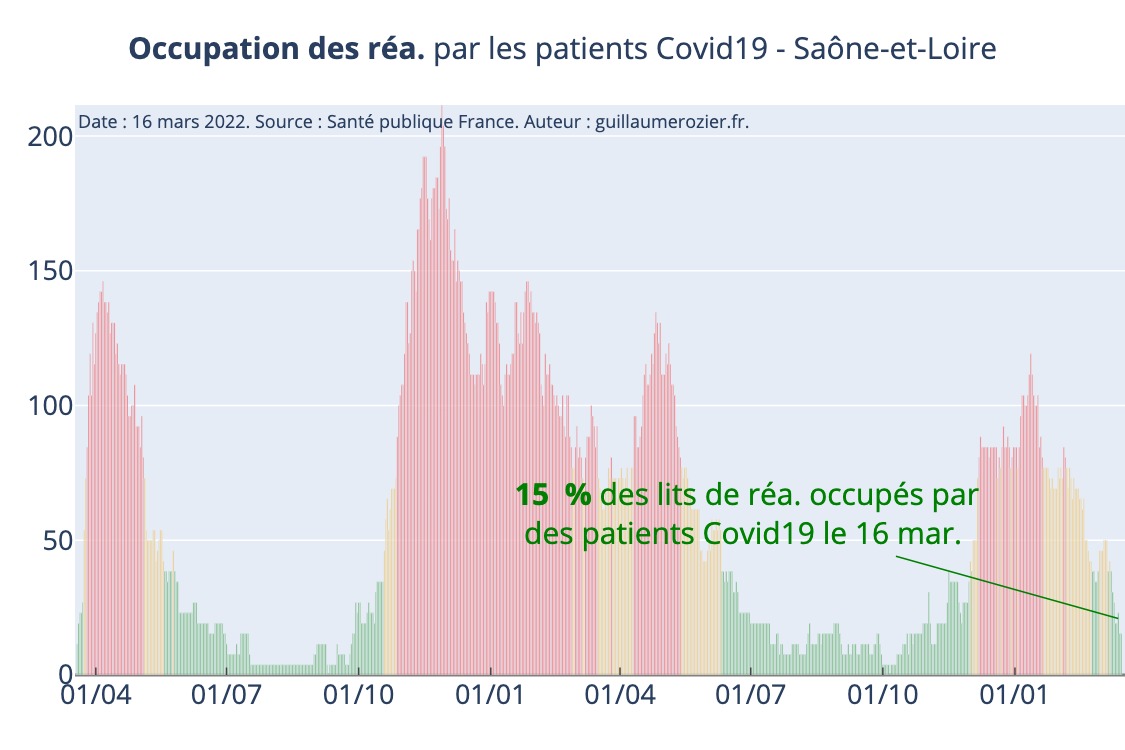 Occupation des réa. par les patients Covid19 - Saône-et-Loire
Date : 16 mars 2022. Source : Santé publique France. Auteur : guillaumerozier.fr.
200
150
100
50
0
15 % des lits de réa. occupés par
des patients Covid19 le 16 mar.
01/04 01/07 01/10 01/01 01/04 01/07 01/10 01/01